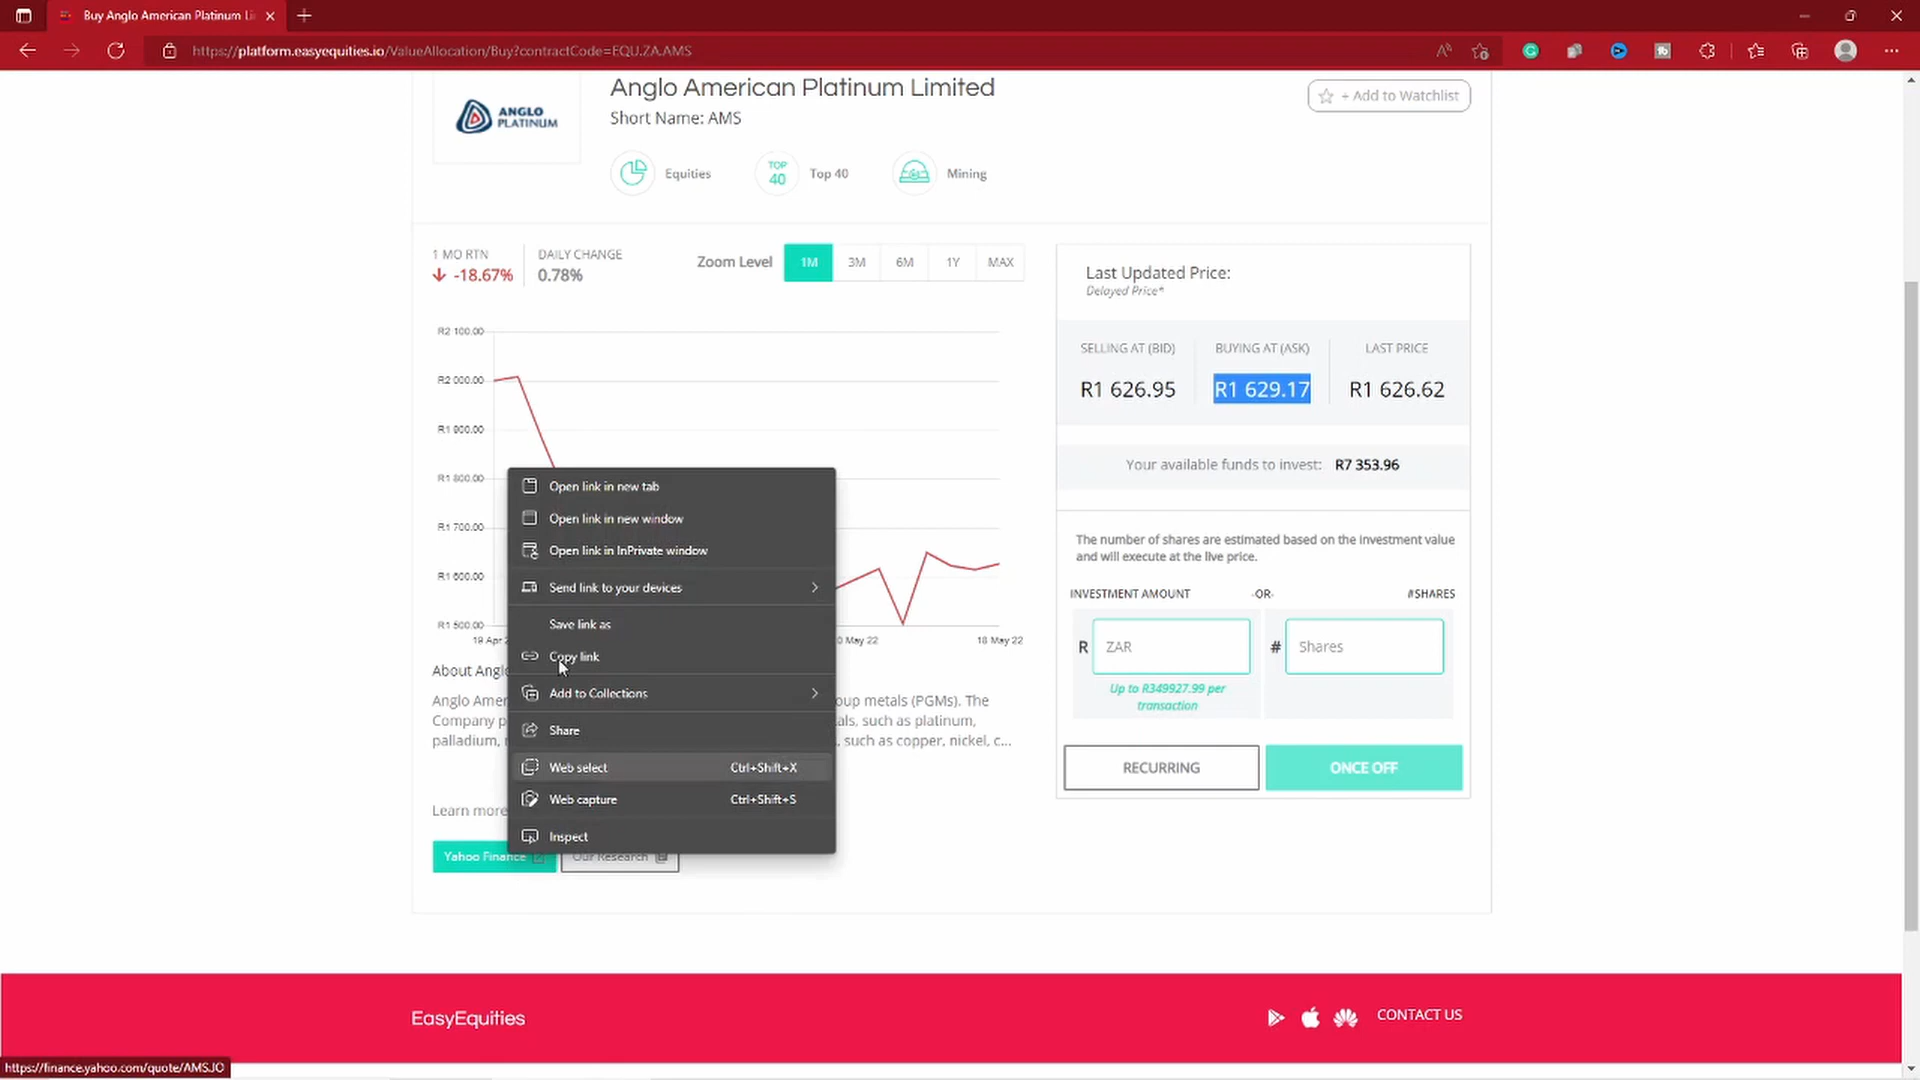 Buy Anglo American Platinum Li
https://platform.easyequities.io/ValueAllocation/Buy?contractCode=EQU.ZA.AMS
ANGLO
PLATINUM
Anglo American Platinum Limited
Short Name: AMS
+ Add to Watchlist
Equities
TOP
40
Top 40
Mining
1 MO RTN
-18.67%
DAILY CHANGE
0.78%
Zoom Level
1M
3M
6M
1Y
MAX
R2 100.00
R2 000.00
R1 900.00
R1 800.00
R1 700.00
R1 600.00
R1 500.00
19 Apr
0 May 22
18 May 22
Last Updated Price:
Delayed Price*
SELLING AT (BID)
BUYING AT (ASK)
LAST PRICE
R1 626.95
R1 629.17
R1 626.62
Your available funds to invest: R7 353.96
The number of shares are estimated based on the investment value
and will execute at the live price.
INVESTMENT AMOUNT
-OR-
#SHARES
R
ZAR
#
Shares
Up to R349927.99 per
transaction
RECURRING
ONCE OFF
Open link in new tab
Open link in new window
Open link in InPrivate window
Send link to your devices
Save link as
Copy link
Add to Collections
Share
Web select Ctrl+Shift+X
Web capture Ctrl+Shift+S
Inspect
About Anglo
Anglo Amer oup metals (PGMs). The
Company p als, such as platinum,
palladium, , such as copper, nickel, c...
Learn more
Yahoo Finance
Our Research
EasyEquities
CONTACT US
https://finance.yahoo.com/quote/AMS.JO